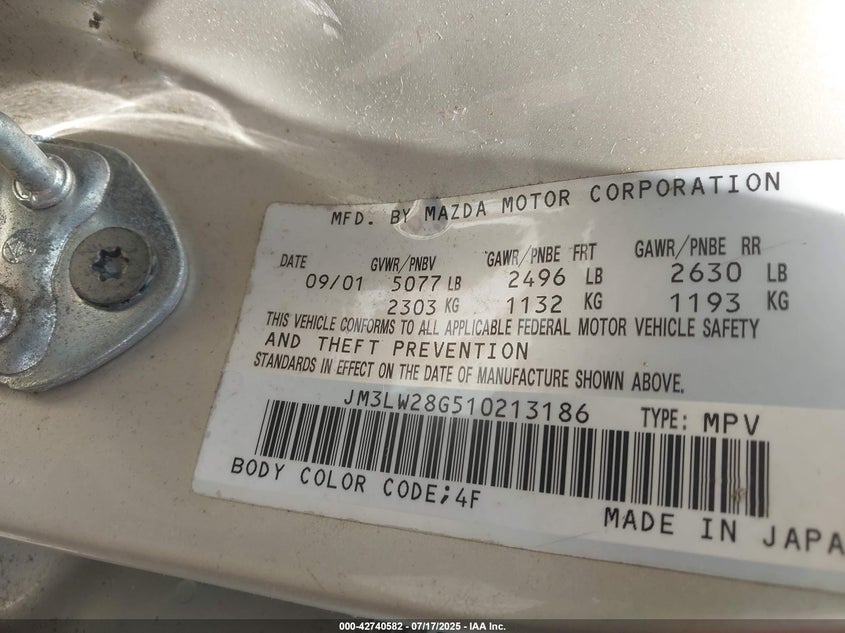 MFD. BY MAZDA MOTOR CORPORATION
DATE GVWR/PNBV GAWR/PNBE FRT GAWR/PNBE RR
09/01 5077 LB 2496 LB 2630 LB
2303 KG 1132 KG 1193 KG
THIS VEHICLE CONFORMS TO ALL APPLICABLE FEDERAL MOTOR VEHICLE SAFETY
AND THEFT PREVENTION
STANDARDS IN EFFECT ON THE DATE OF MANUFACTURE SHOWN ABOVE.
JM3LW28G510213186 TYPE: MPV
BODY COLOR CODE;4F
MADE IN JAPA
000-42740582 - 07/17/2025 - IAA Inc.